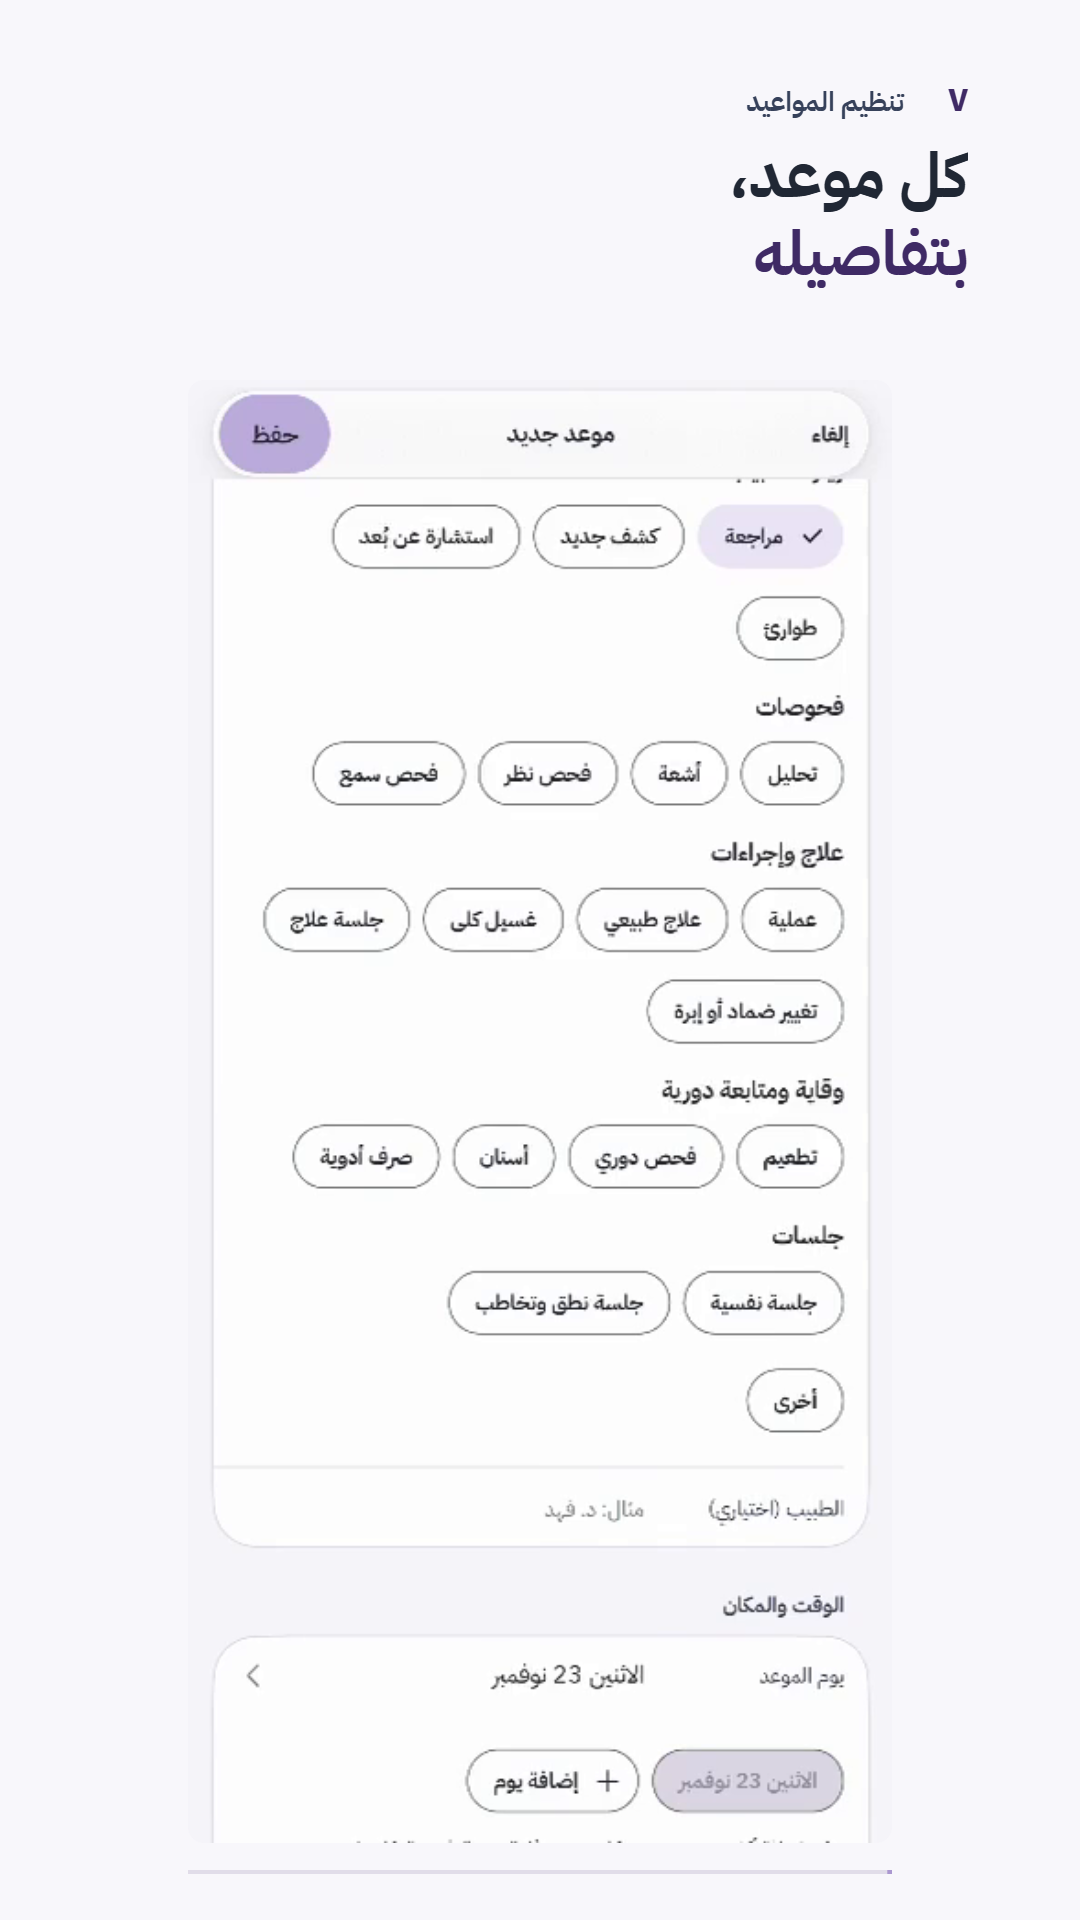 ٧ تنظيم المواعيد
كل موعد،
بتفاصيله
إلغاء موعد جديد حفظ
مراجعة كشف جديد استشارة عن بُعد
طوارئ
فحوصات
تحليل أشعة فحص نظر فحص سمع
علاج وإجراءات
عملية علاج طبيعي غسيل كلى جلسة علاج
تغيير ضماد أو إبرة
وقاية ومتابعة دورية
تطعيم فحص دوري أسنان صرف أدوية
جلسات
جلسة نفسية جلسة نطق وتخاطب
أخرى
الطبيب (اختياري) مثال: د. فهد
الوقت والمكان
يوم الموعد الاثنين 23 نوفمبر
الاثنين 23 نوفمبر + إضافة يوم